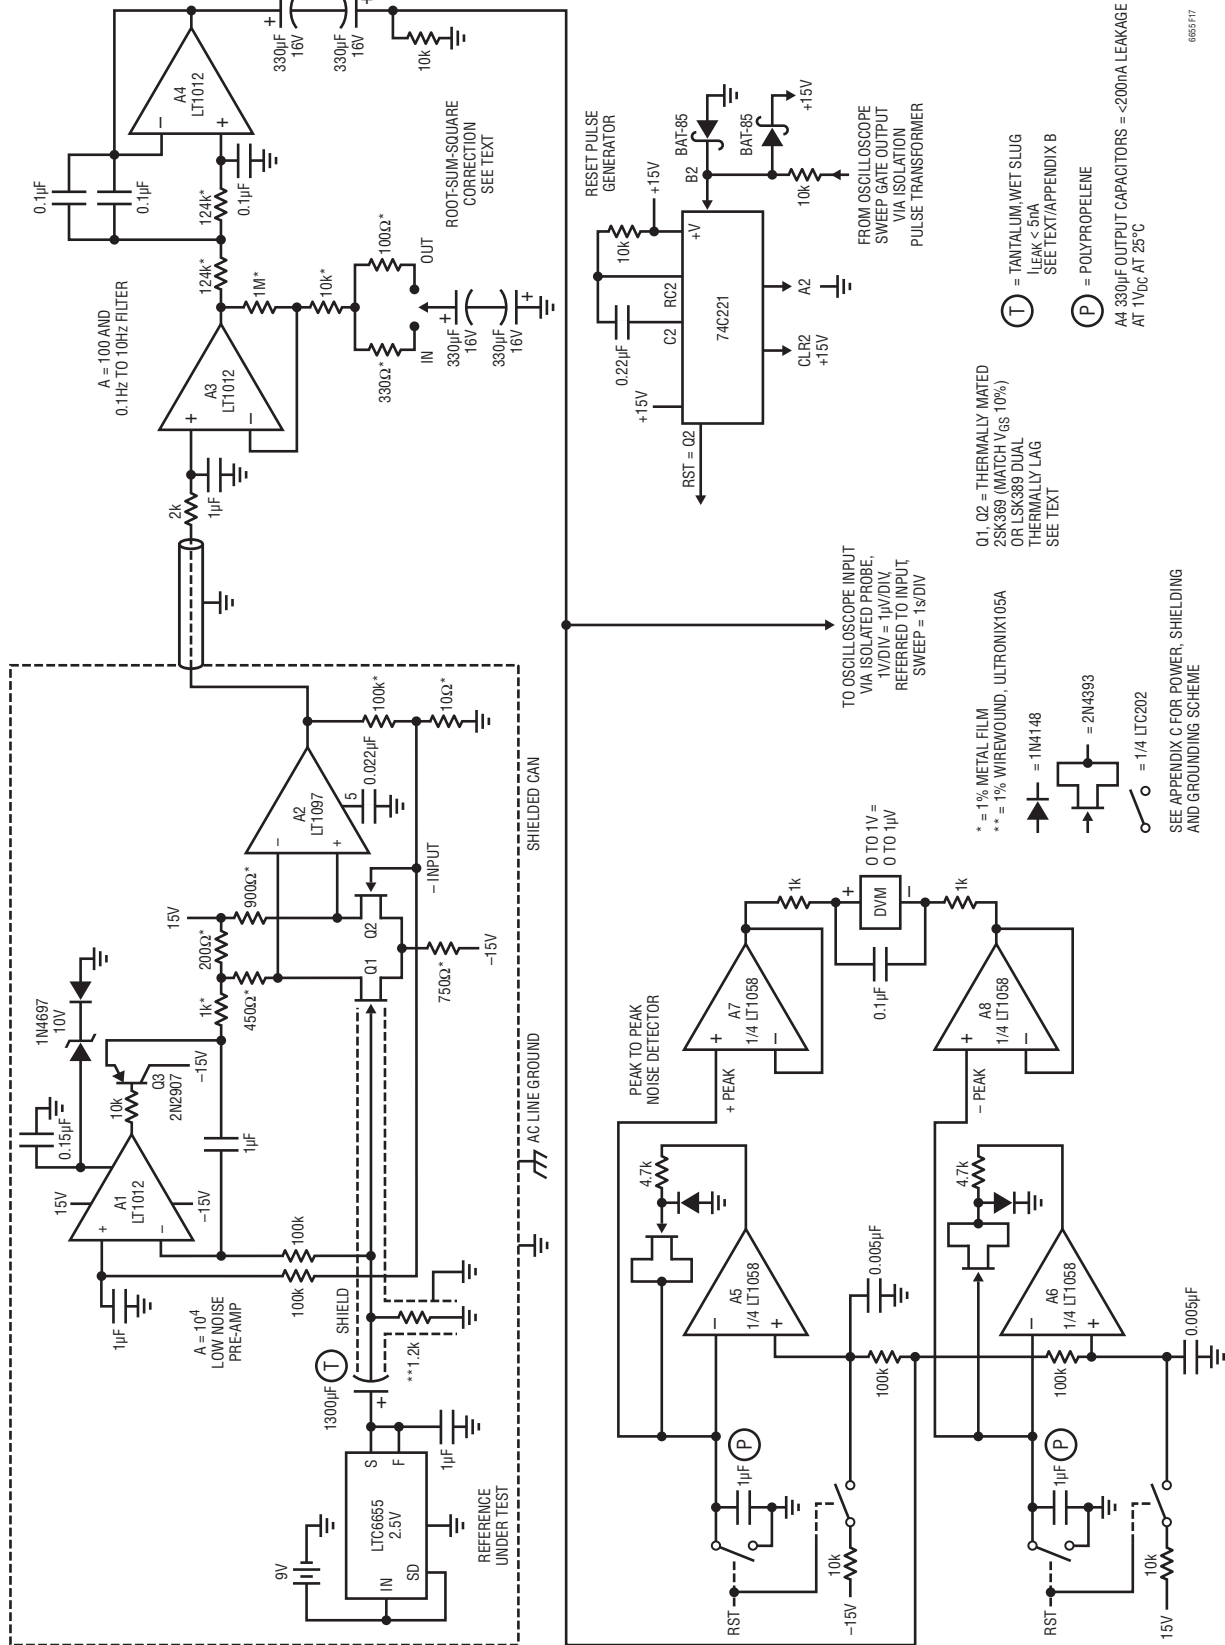 9V
IN
SD
LTC6655
2.5V
S
F
REFERENCE
UNDER TEST
1µF
1300µF
T
+
**1.2k
SHIELD
A = 10⁴
LOW NOISE
PRE-AMP
1µF
100k
100k
15V
+
–
A1
LT1012
–15V
0.15µF
1µF
10k
Q3
2N2907
–15V
1N4697
10V
1k*
200Ω*
15V
450Ω*
900Ω*
Q1
Q2
750Ω*
–15V
– INPUT
–
+
A2
LT1097
5
0.022µF
100k*
10Ω*
AC LINE GROUND
SHIELDED CAN
2k
1µF
+
–
A3
LT1012
A = 100 AND
0.1Hz TO 10Hz FILTER
124k*
1M*
10k*
330Ω*
100Ω*
IN
OUT
+
330µF
16V
330µF
16V
+
ROOT-SUM-SQUARE
CORRECTION
SEE TEXT
124k*
0.1µF
0.1µF
0.1µF
–
+
A4
LT1012
+
330µF
16V
330µF
16V
+
10k
TO OSCILLOSCOPE INPUT
VIA ISOLATED PROBE,
1V/DIV = 1µV/DIV,
REFERRED TO INPUT,
SWEEP = 1s/DIV
RESET PULSE
GENERATOR
+15V
0.22µF
10k
+15V
C2
RC2
+V
74C221
RST = Q2
CLR2
+15V
A2
B2
BAT-85
BAT-85
+15V
10k
FROM OSCILLOSCOPE
SWEEP GATE OUTPUT
VIA ISOLATION
PULSE TRANSFORMER
PEAK TO PEAK
NOISE DETECTOR
RST
1µF
P
10k
–15V
–
+
A5
1/4 LT1058
4.7k
0.005µF
100k
+ PEAK
+
–
A7
1/4 LT1058
1k
0.1µF
+
DVM
–
O TO 1V =
O TO 1µV
1k
RST
1µF
P
10k
15V
–
+
A6
1/4 LT1058
4.7k
100k
0.005µF
– PEAK
+
–
A8
1/4 LT1058
* = 1% METAL FILM
** = 1% WIREWOUND, ULTRONIX105A
= 1N4148
= 2N4393
= 1/4 LTC202
SEE APPENDIX C FOR POWER, SHIELDING
AND GROUNDING SCHEME
Q1, Q2 = THERMALLY MATED
2SK369 (MATCH VGS 10%)
OR LSK389 DUAL
THERMALLY LAG
SEE TEXT
T
= TANTALUM,WET SLUG
ILEAK < 5nA
SEE TEXT/APPENDIX B
P
= POLYPROPELENE
A4 330µF OUTPUT CAPACITORS = <200nA LEAKAGE
AT 1VDC AT 25°C
6655 F17